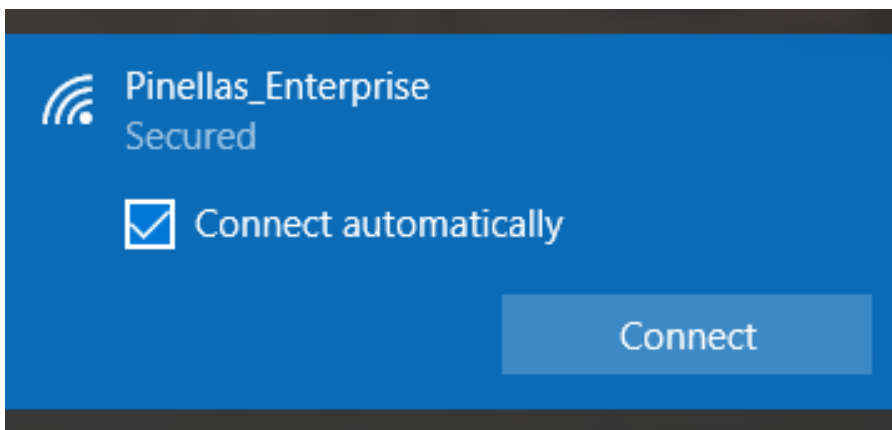 Pinellas_Enterprise
Secured
Connect automatically
Connect